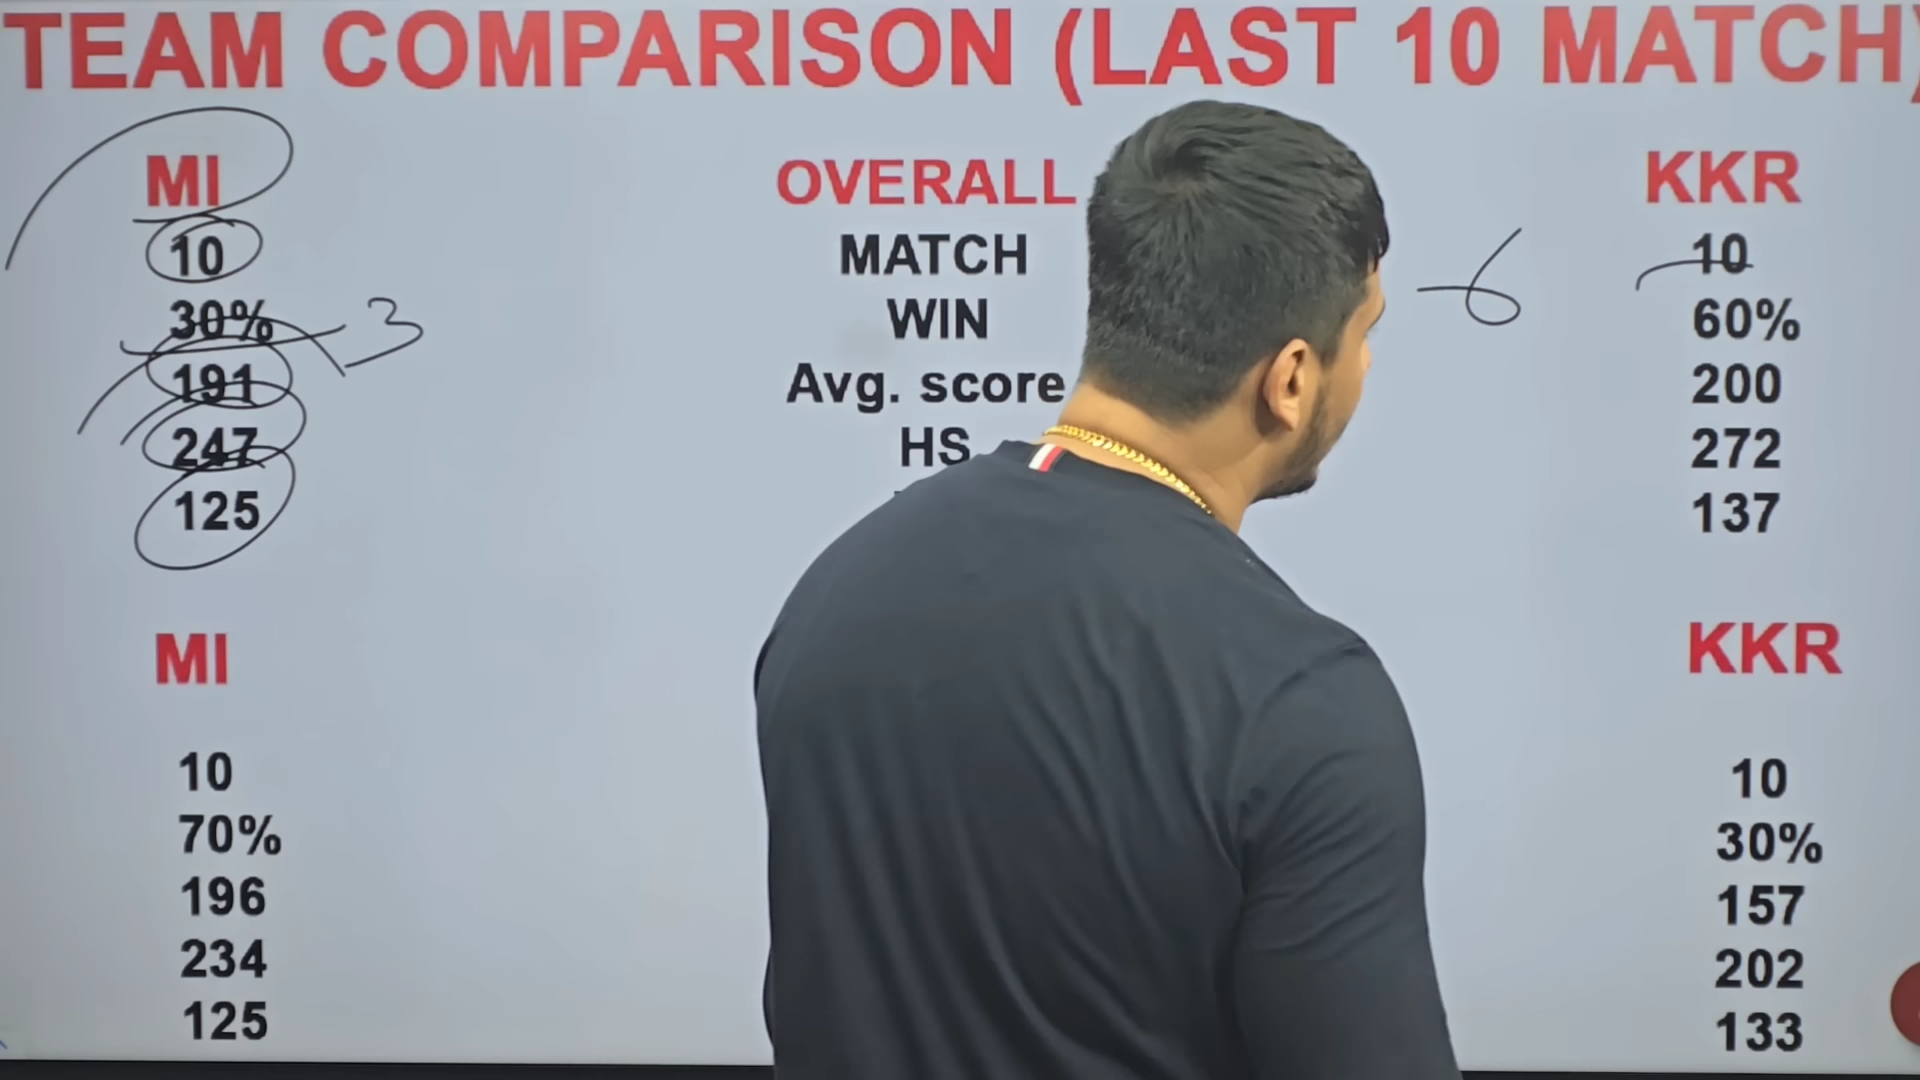 TEAM COMPARISON (LAST 10 MATCH)
MI OVERALL KKR
10 MATCH 10
30% 3 WIN 6 60%
191 Avg. score 200
247 HS 272
125 137
MI KKR
10 10
70% 30%
196 157
234 202
125 133